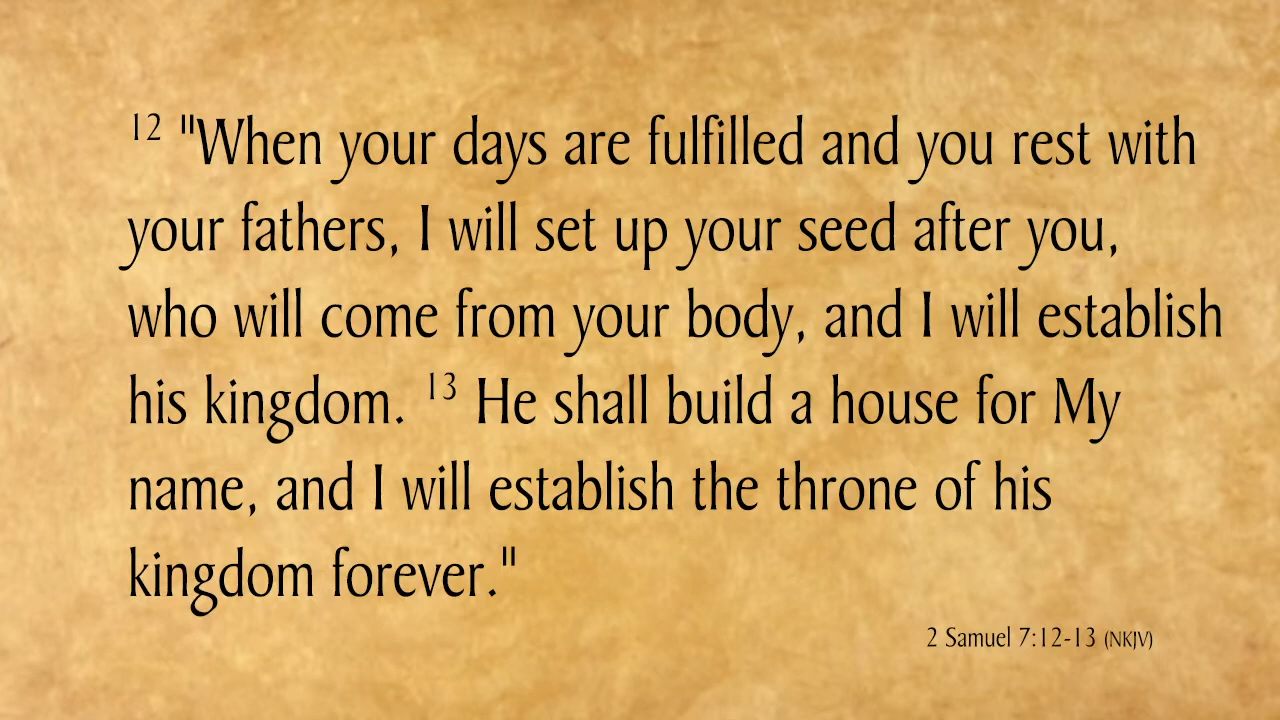 12 "When your days are fulfilled and you rest with
your fathers, I will set up your seed after you,
who will come from your body, and I will establish
his kingdom. 13 He shall build a house for My
name, and I will establish the throne of his
kingdom forever."
2 Samuel 7:12-13 (NKJV)